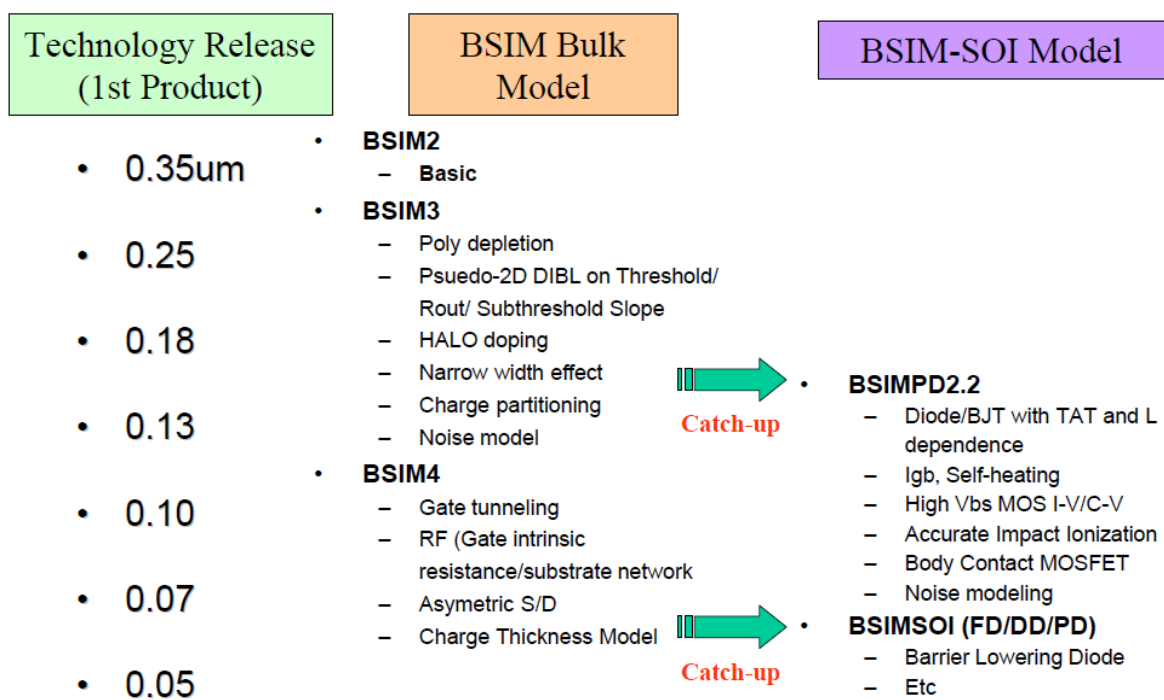 Technology Release
(1st Product)
• 0.35um
• 0.25
• 0.18
• 0.13
• 0.10
• 0.07
• 0.05
BSIM Bulk
Model
• BSIM2
– Basic
• BSIM3
– Poly depletion
– Psuedo-2D DIBL on Threshold/
Rout/ Subthreshold Slope
– HALO doping
– Narrow width effect
– Charge partitioning
– Noise model
• BSIM4
– Gate tunneling
– RF (Gate intrinsic
resistance/substrate network
– Asymetric S/D
– Charge Thickness Model
Catch-up
Catch-up
BSIM-SOI Model
• BSIMPD2.2
– Diode/BJT with TAT and L
dependence
– Igb, Self-heating
– High Vbs MOS I-V/C-V
– Accurate Impact Ionization
– Body Contact MOSFET
– Noise modeling
• BSIMSOI (FD/DD/PD)
– Barrier Lowering Diode
– Etc